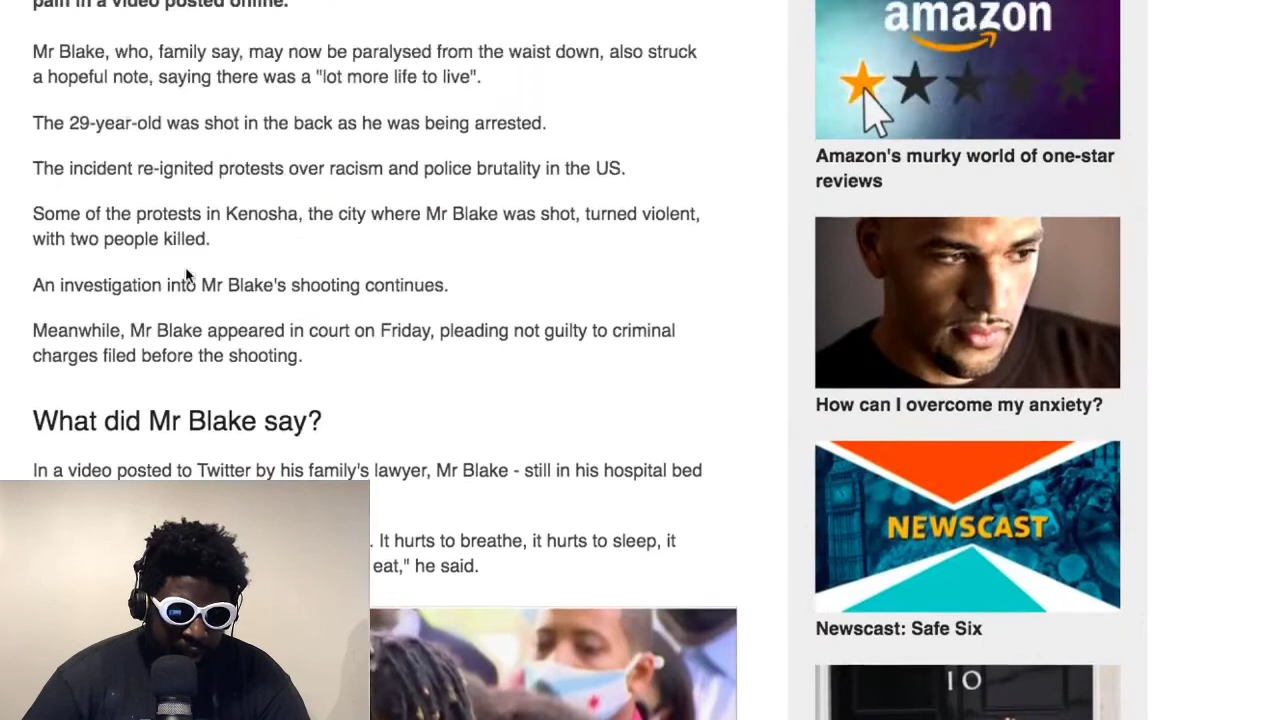 pain in a video posted online.
Mr Blake, who, family say, may now be paralysed from the waist down, also struck
a hopeful note, saying there was a "lot more life to live".
The 29-year-old was shot in the back as he was being arrested.
The incident re-ignited protests over racism and police brutality in the US.
Some of the protests in Kenosha, the city where Mr Blake was shot, turned violent,
with two people killed.
An investigation into Mr Blake's shooting continues.
Meanwhile, Mr Blake appeared in court on Friday, pleading not guilty to criminal
charges filed before the shooting.
What did Mr Blake say?
In a video posted to Twitter by his family's lawyer, Mr Blake - still in his hospital bed
. It hurts to breathe, it hurts to sleep, it
eat," he said.
amazon
Amazon's murky world of one-star
reviews
How can I overcome my anxiety?
NEWSCAST
Newscast: Safe Six
10